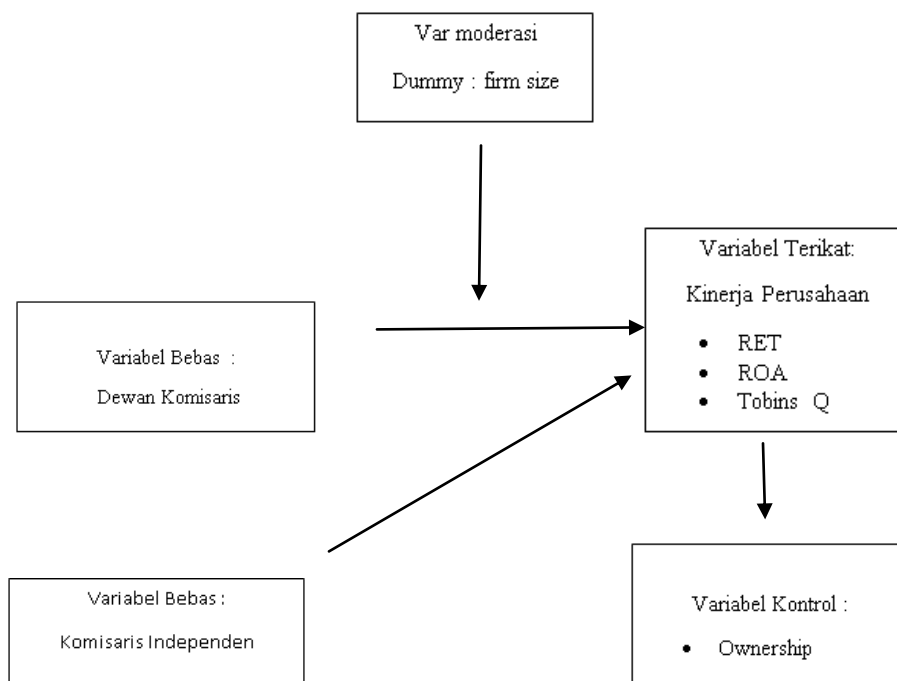 Var moderasi
Dummy : firm size
Variabel Terikat:
Kinerja Perusahaan
• RET
• ROA
• Tobins Q
Variabel Bebas :
Dewan Komisaris
Variabel Bebas :
Komisaris Independen
Variabel Kontrol :
• Ownership